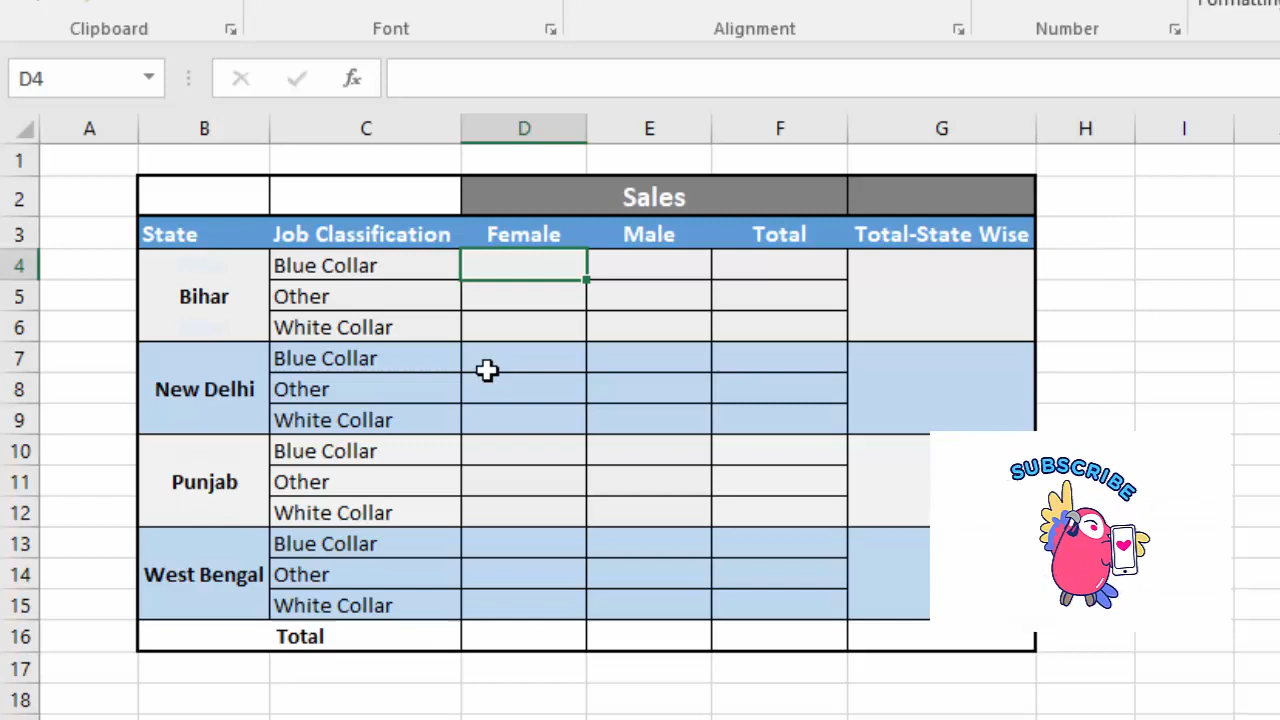 Formatting
Clipboard Font Alignment Number
D4 fx
A B C D E F G H I
1
2 Sales
3 State Job Classification Female Male Total Total-State Wise
4 Blue Collar
5 Bihar Other
6 White Collar
7 Blue Collar
8 New Delhi Other
9 White Collar
10 Blue Collar
11 Punjab Other
12 White Collar
13 Blue Collar
14 West Bengal Other
15 White Collar
16 Total
17
18
SUBSCRIBE